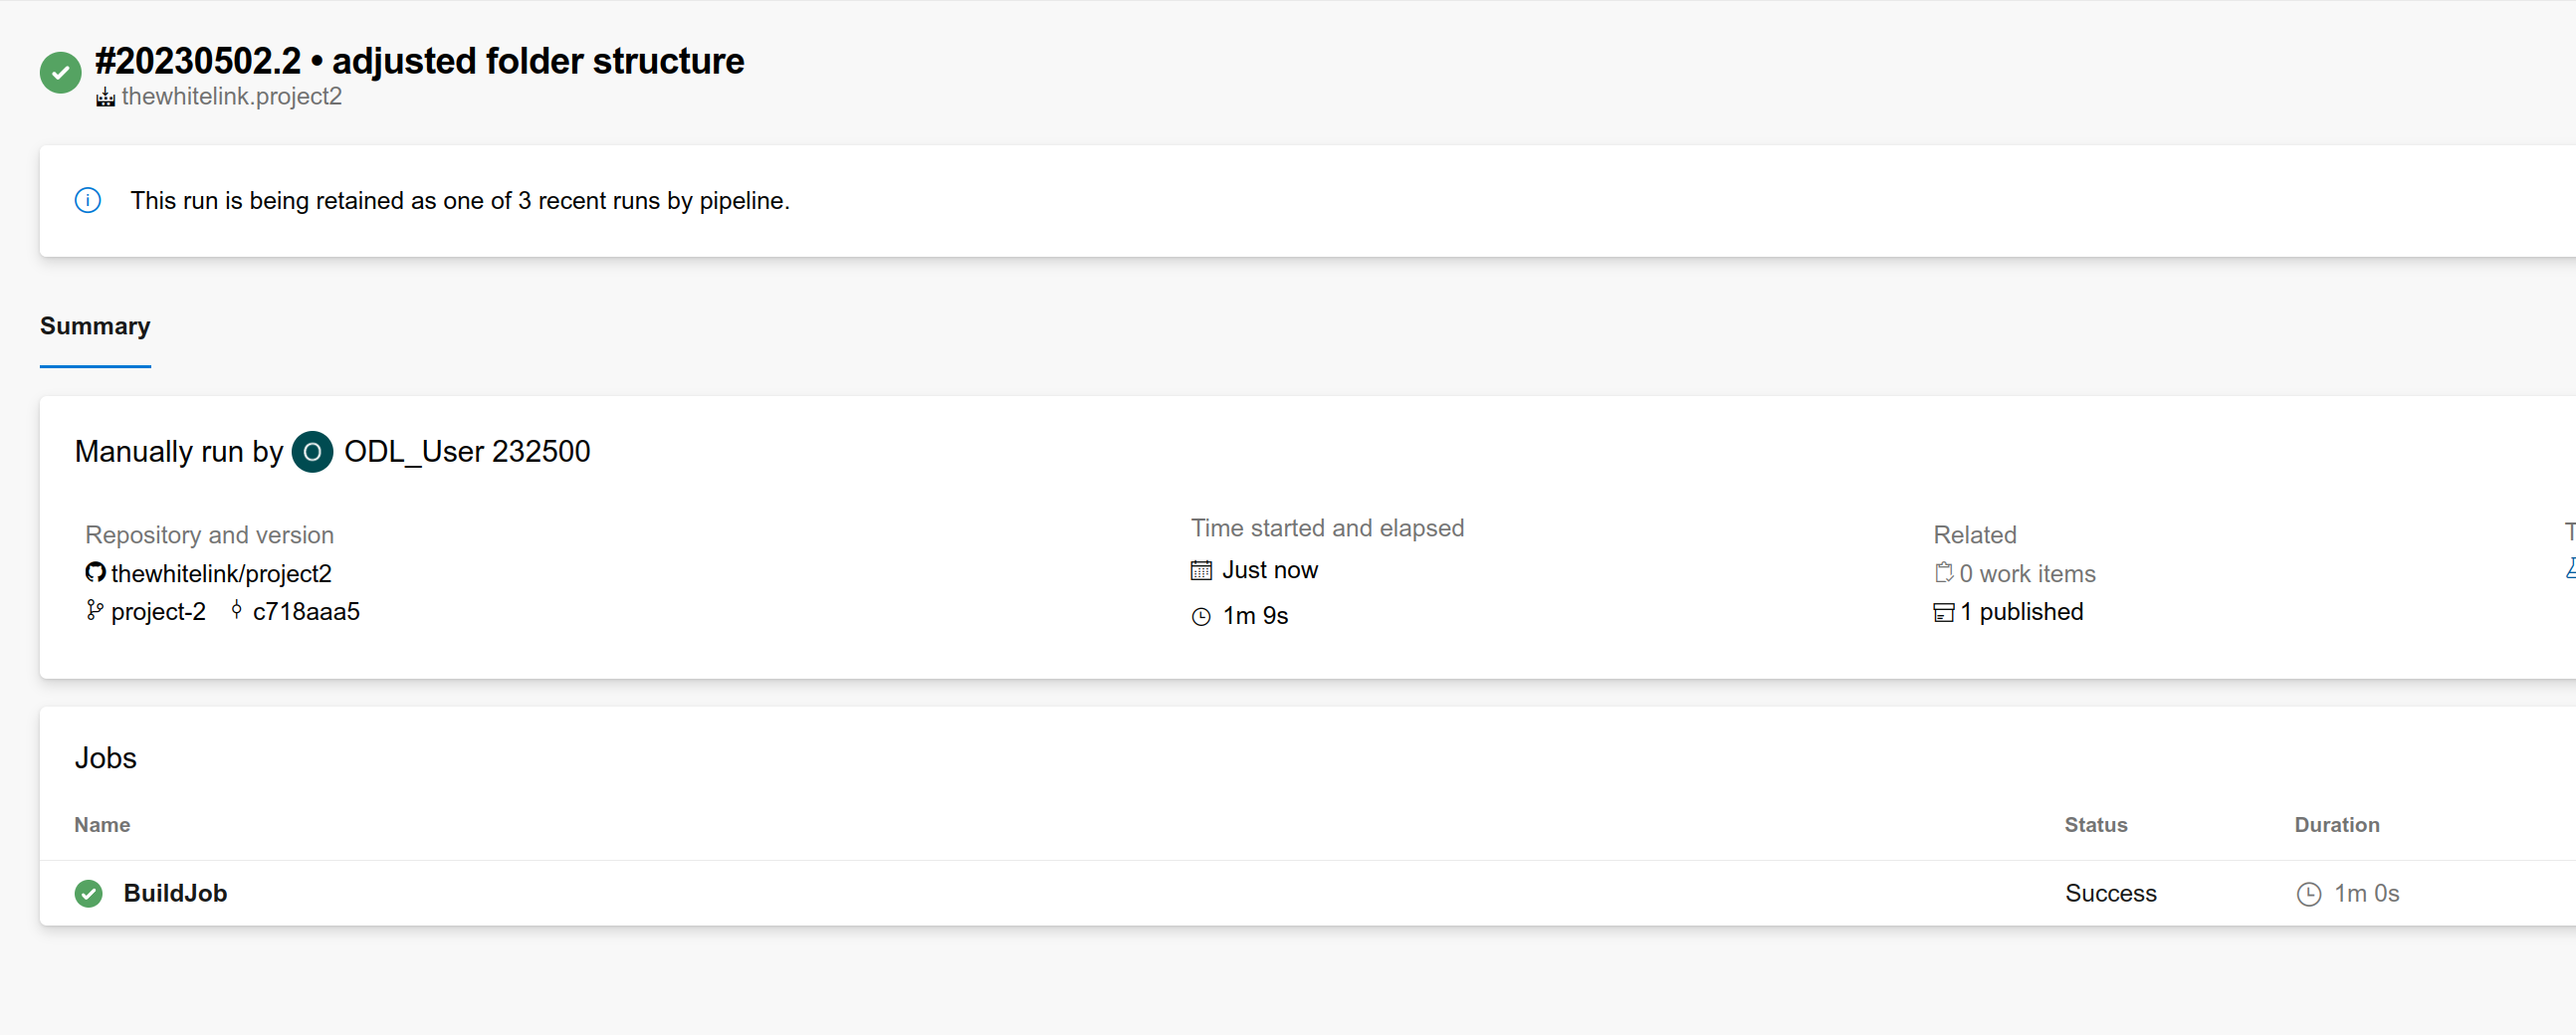 #20230502.2 • adjusted folder structure
thewhitelink.project2
This run is being retained as one of 3 recent runs by pipeline.
Summary
Manually run by O ODL_User 232500
Repository and version
thewhitelink/project2
project-2 c718aaa5
Time started and elapsed
Just now
1m 9s
Related
0 work items
1 published
Jobs
Name Status Duration
BuildJob Success 1m 0s